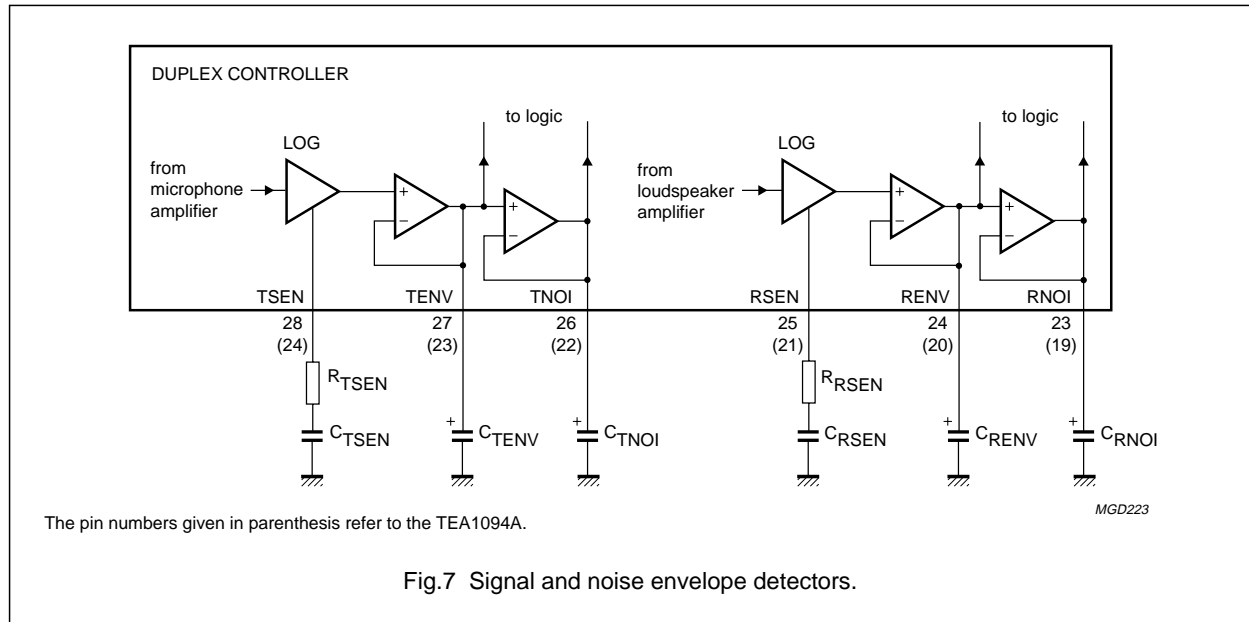 DUPLEX CONTROLLER
to logic
to logic
LOG
LOG
from
microphone
amplifier
from
loudspeaker
amplifier
+
−
+
−
+
−
+
−
TSEN
TENV
TNOI
RSEN
RENV
RNOI
28
(24)
27
(23)
26
(22)
25
(21)
24
(20)
23
(19)
RTSEN
RRSEN
+
+
+
+
CTSEN
CTENV
CTNOI
CRSEN
CRENV
CRNOI
MGD223
The pin numbers given in parenthesis refer to the TEA1094A.
Fig.7 Signal and noise envelope detectors.